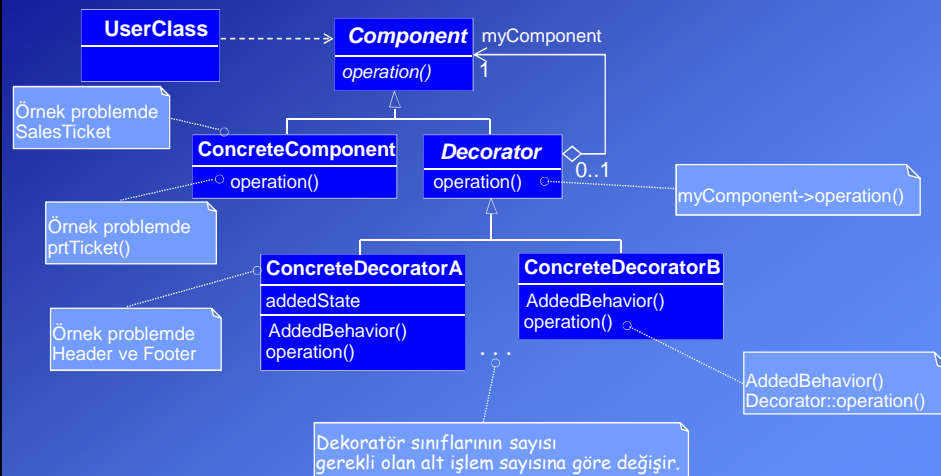 UserClass
Component
operation()
myComponent
1
Örnek problemde
SalesTicket
ConcreteComponent
operation()
Decorator
operation()
0..1
myComponent->operation()
Örnek problemde
prtTicket()
ConcreteDecoratorA
addedState
AddedBehavior()
operation()
ConcreteDecoratorB
AddedBehavior()
operation()
Örnek problemde
Header ve Footer
. . .
AddedBehavior()
Decorator::operation()
Dekoratör sınıflarının sayısı
gerekli olan alt işlem sayısına göre değişir.